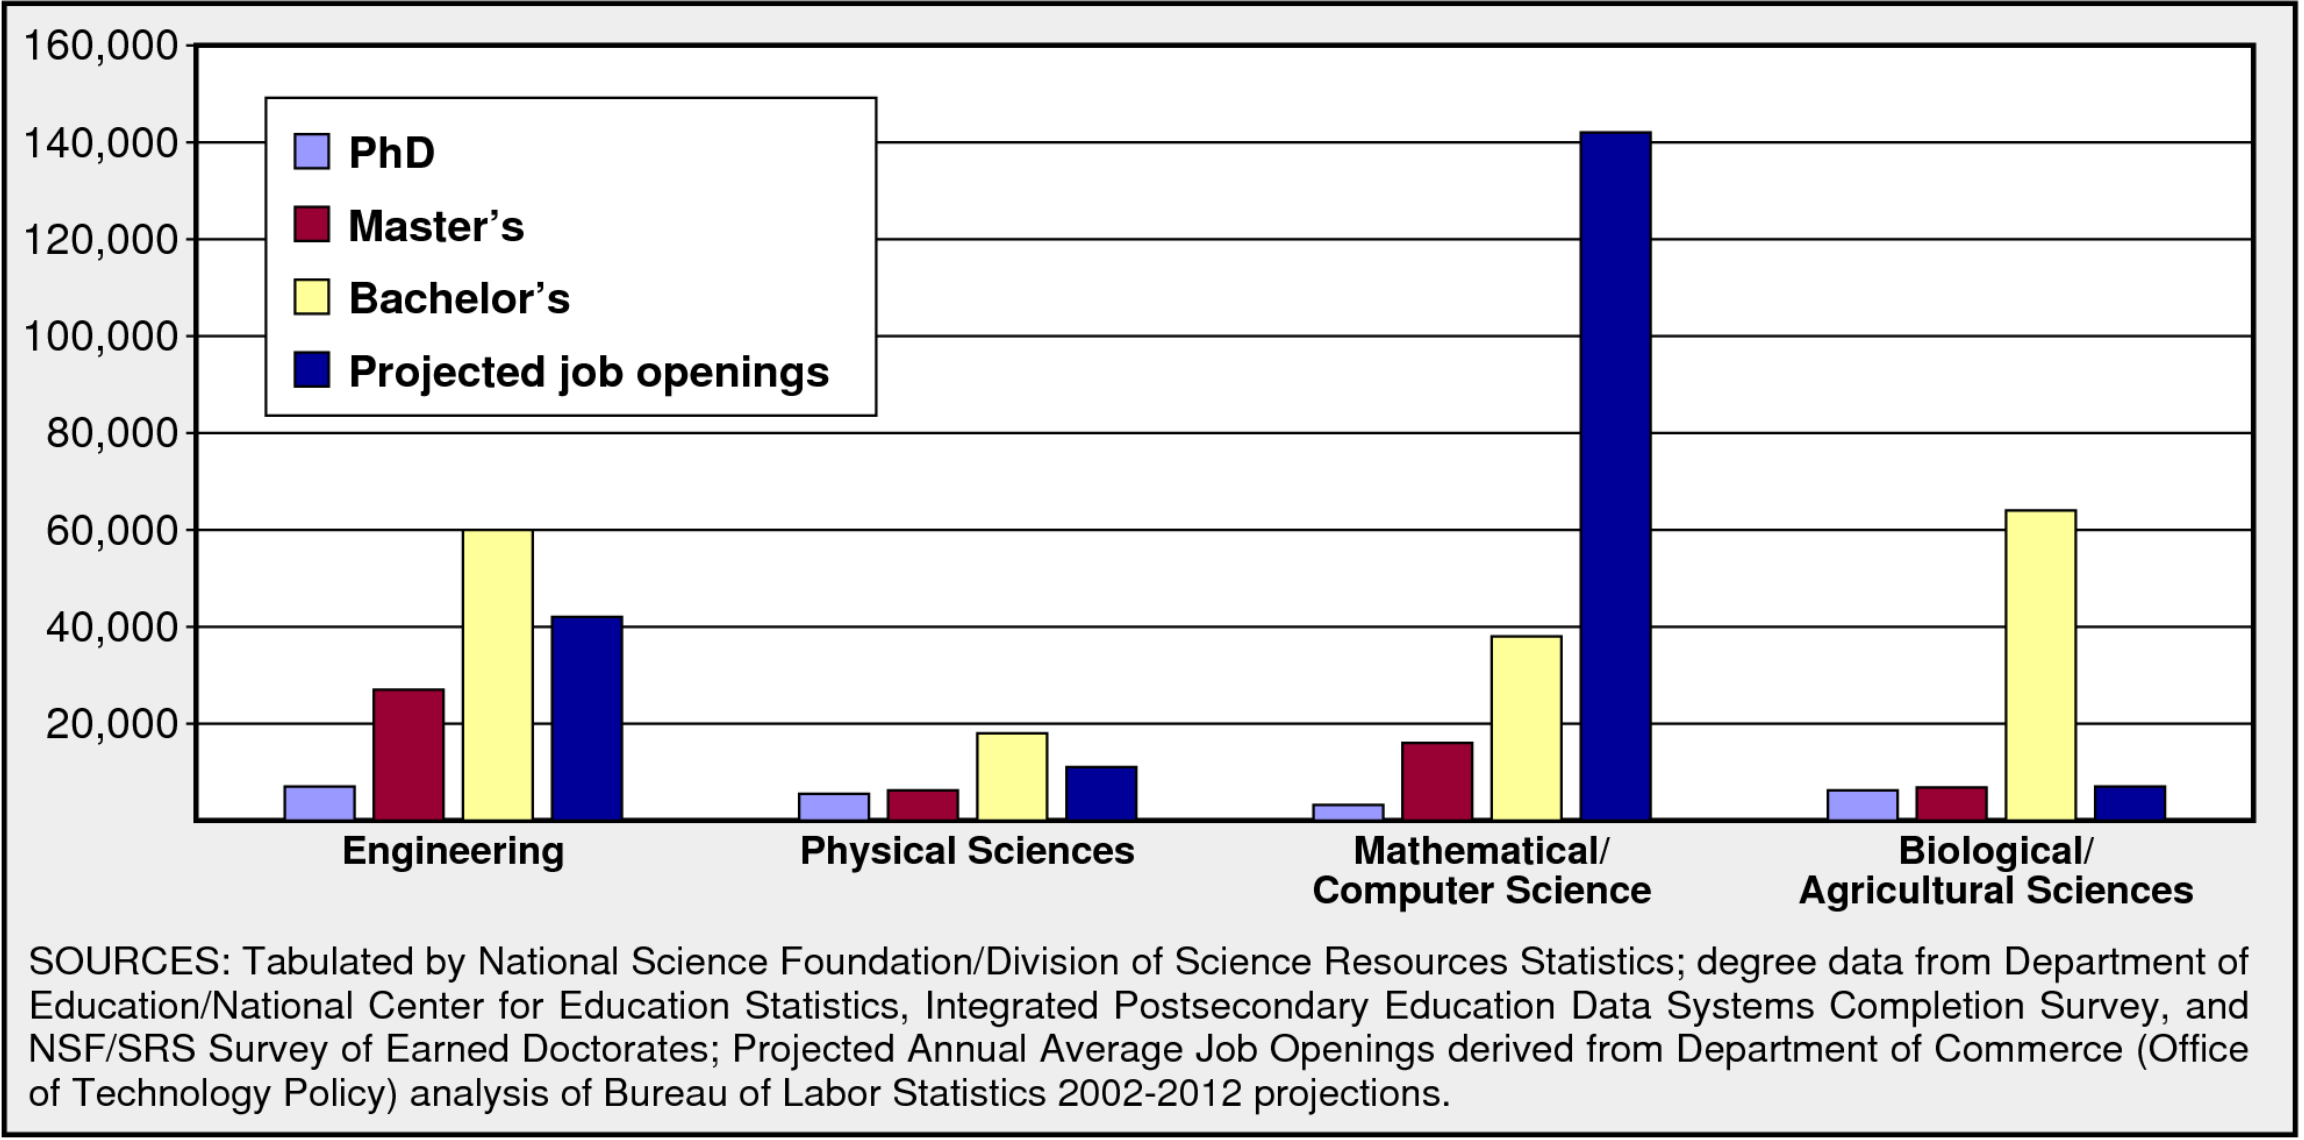 160,000
140,000
120,000
100,000
80,000
60,000
40,000
20,000
PhD
Master’s
Bachelor’s
Projected job openings
Engineering
Physical Sciences
Mathematical/
Computer Science
Biological/
Agricultural Sciences
SOURCES: Tabulated by National Science Foundation/Division of Science Resources Statistics; degree data from Department of
Education/National Center for Education Statistics, Integrated Postsecondary Education Data Systems Completion Survey, and
NSF/SRS Survey of Earned Doctorates; Projected Annual Average Job Openings derived from Department of Commerce (Office
of Technology Policy) analysis of Bureau of Labor Statistics 2002-2012 projections.